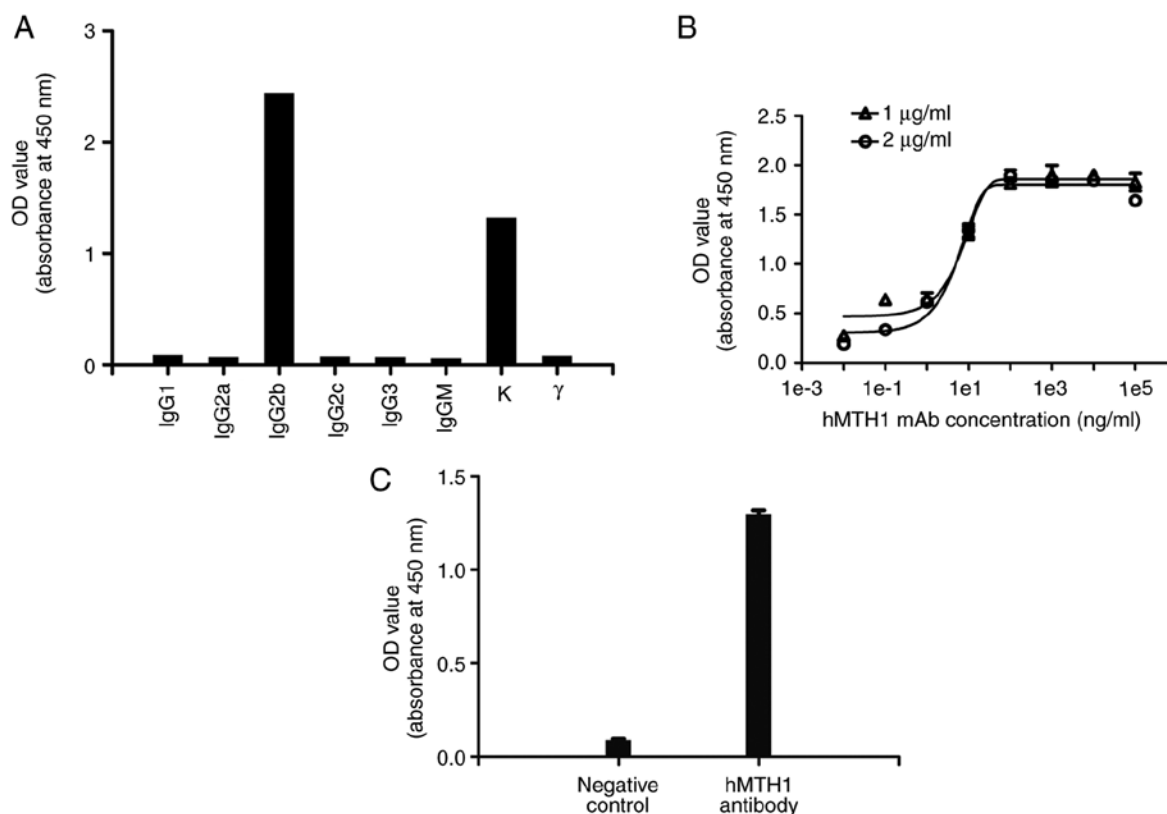 A
OD value
(absorbance at 450 nm)
3
2
1
0
IgG1
IgG2a
IgG2b
IgG2c
IgG3
IgGM
K
γ
B
OD value
(absorbance at 450 nm)
1 μg/ml
2 μg/ml
2.5
2.0
1.5
1.0
0.5
0.0
1e-3 1e-1 1e1 1e1 1e3 1e5
hMTH1 mAb concentration (ng/ml)
C
OD value
(absorbance at 450 nm)
1.5
1.0
0.5
0.0
Negative
control
hMTH1
antibody